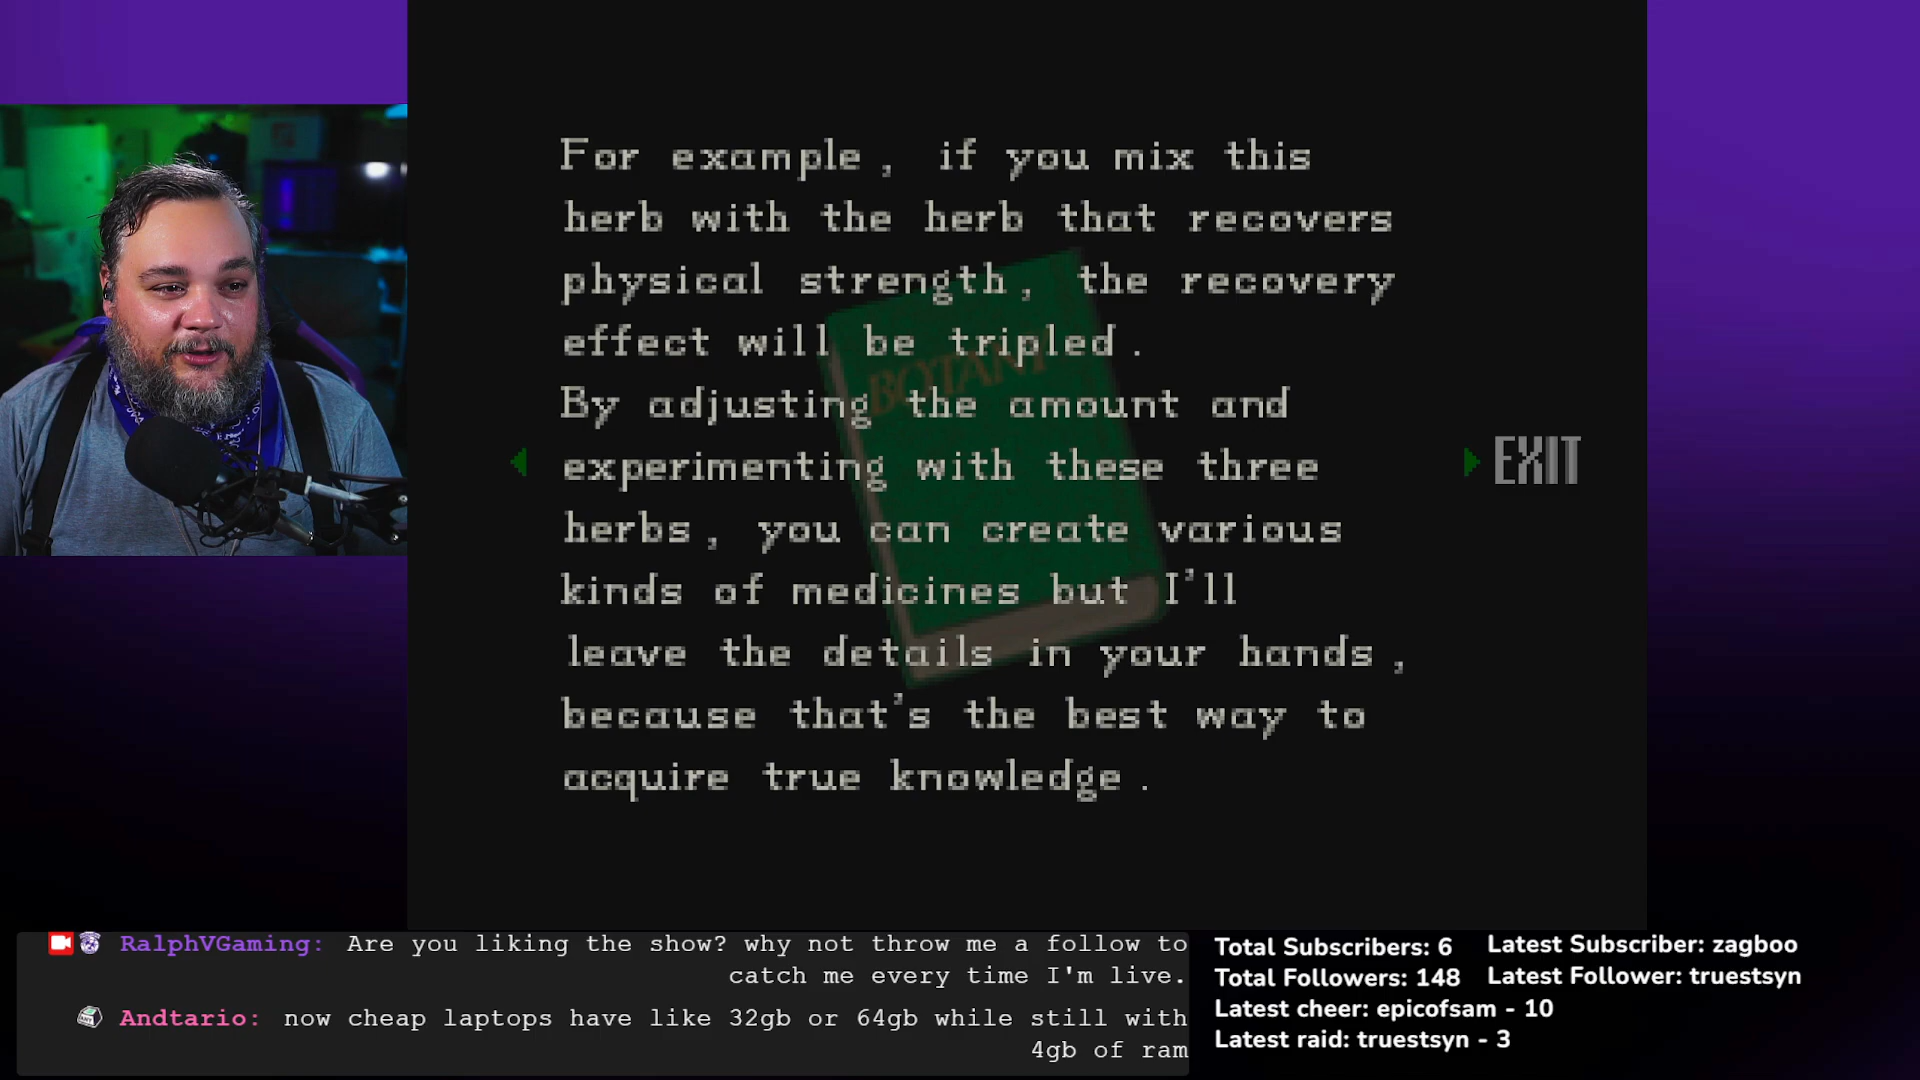 For example, if you mix this
herb with the herb that recovers
physical strength, the recovery
effect will be tripled.
By adjusting the amount and
experimenting with these three
herbs, you can create various
kinds of medicines but I'll
leave the details in your hands,
because that's the best way to
acquire true knowledge.
BOTANY
EXIT
RalphVGaming: Are you liking the show? why not throw me a follow to
catch me every time I'm live.
Andtario: now cheap laptops have like 32gb or 64gb while still with
4gb of ram
Total Subscribers: 6 Latest Subscriber: zagboo
Total Followers: 148 Latest Follower: truestsyn
Latest cheer: epicofsam - 10
Latest raid: truestsyn - 3